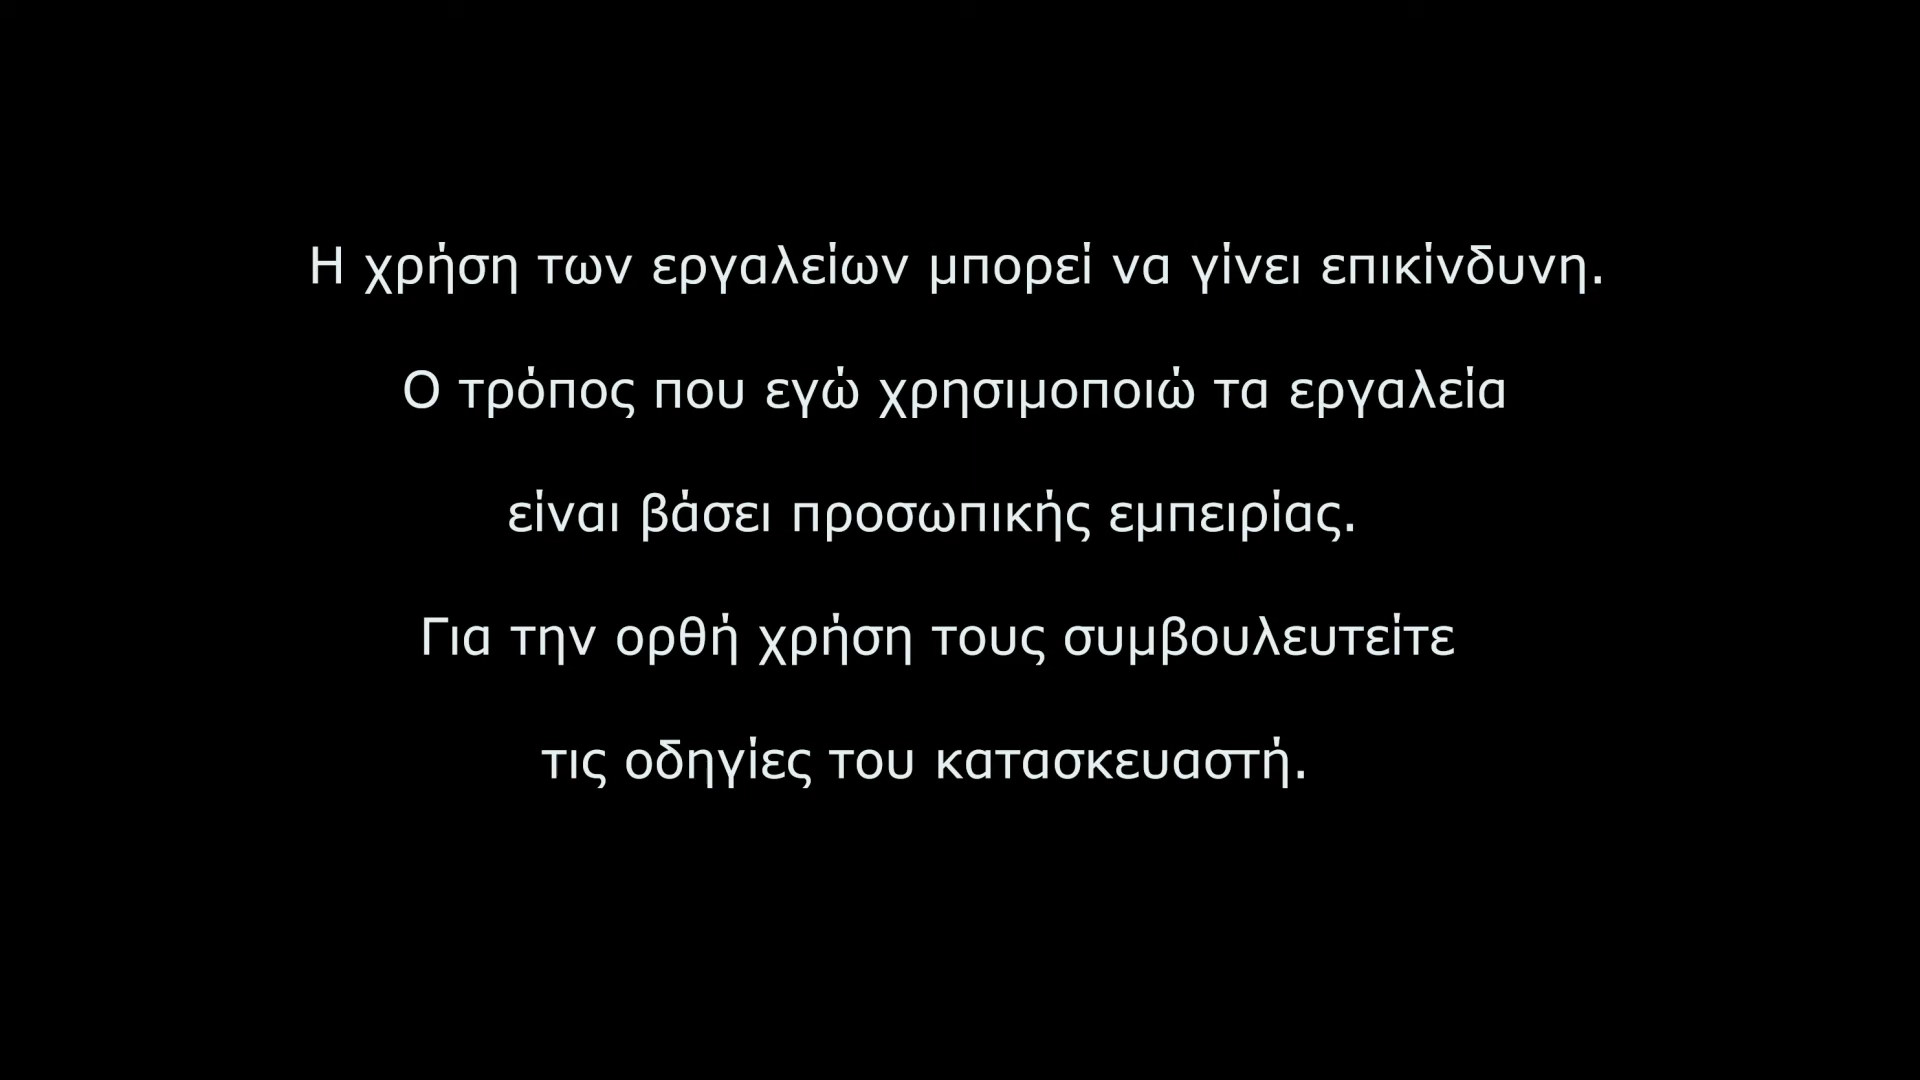 Η χρήση των εργαλείων μπορεί να γίνει επικίνδυνη.
Ο τρόπος που εγώ χρησιμοποιώ τα εργαλεία
είναι βάσει προσωπικής εμπειρίας.
Για την ορθή χρήση τους συμβουλευτείτε
τις οδηγίες του κατασκευαστή.